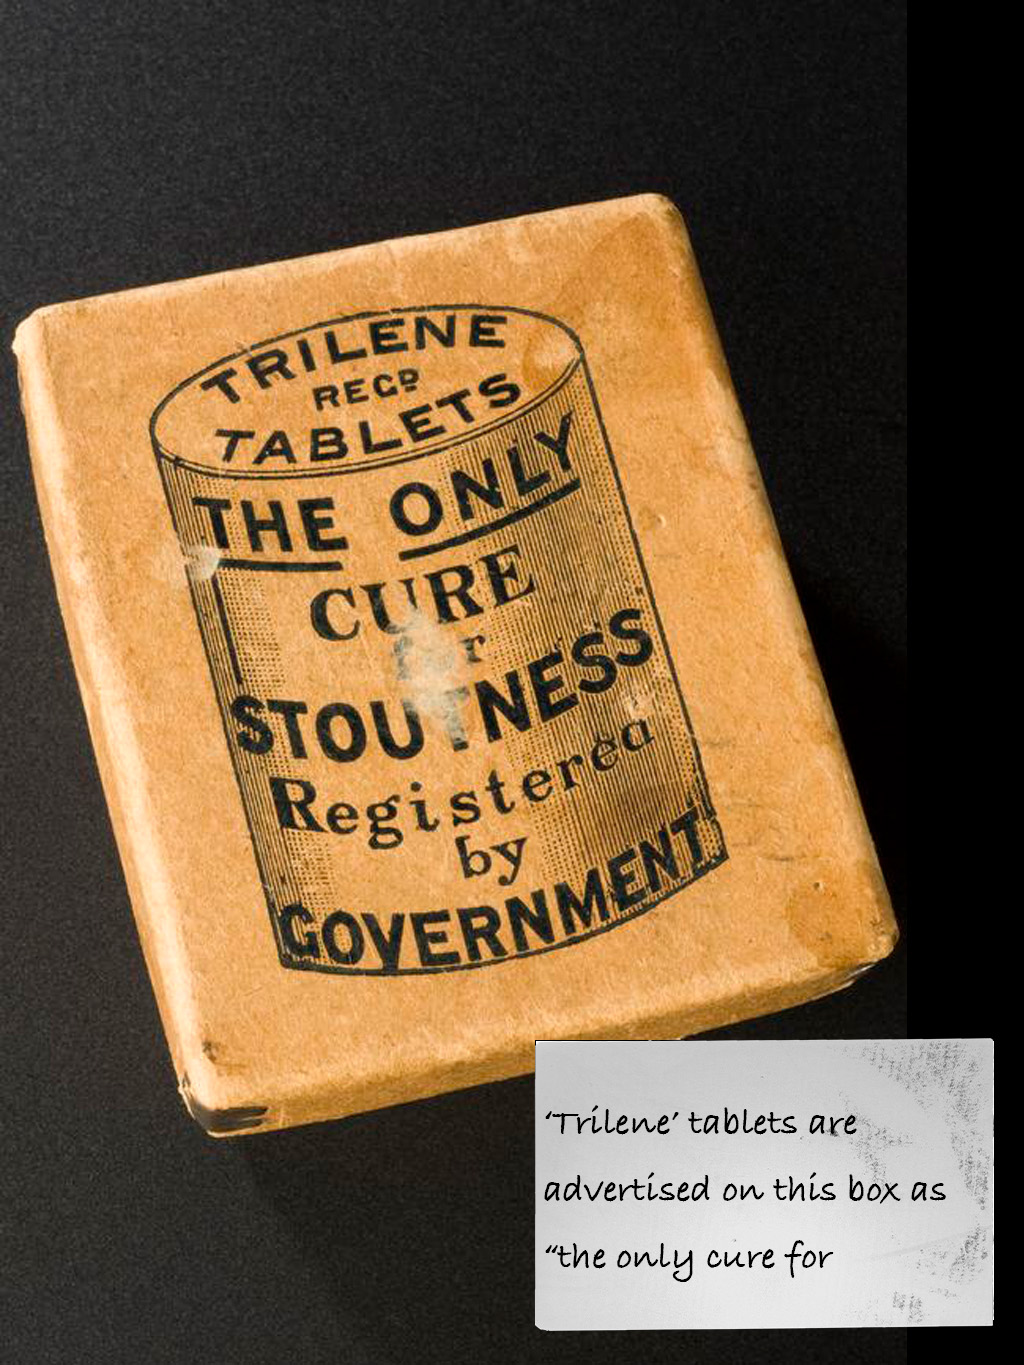 TRILENE
REGD
TABLETS
THE ONLY
CURE
for
STOUTNESS
Registered
by
GOVERNMENT.
‘Trilene’ tablets are
advertised on this box as
“the only cure for